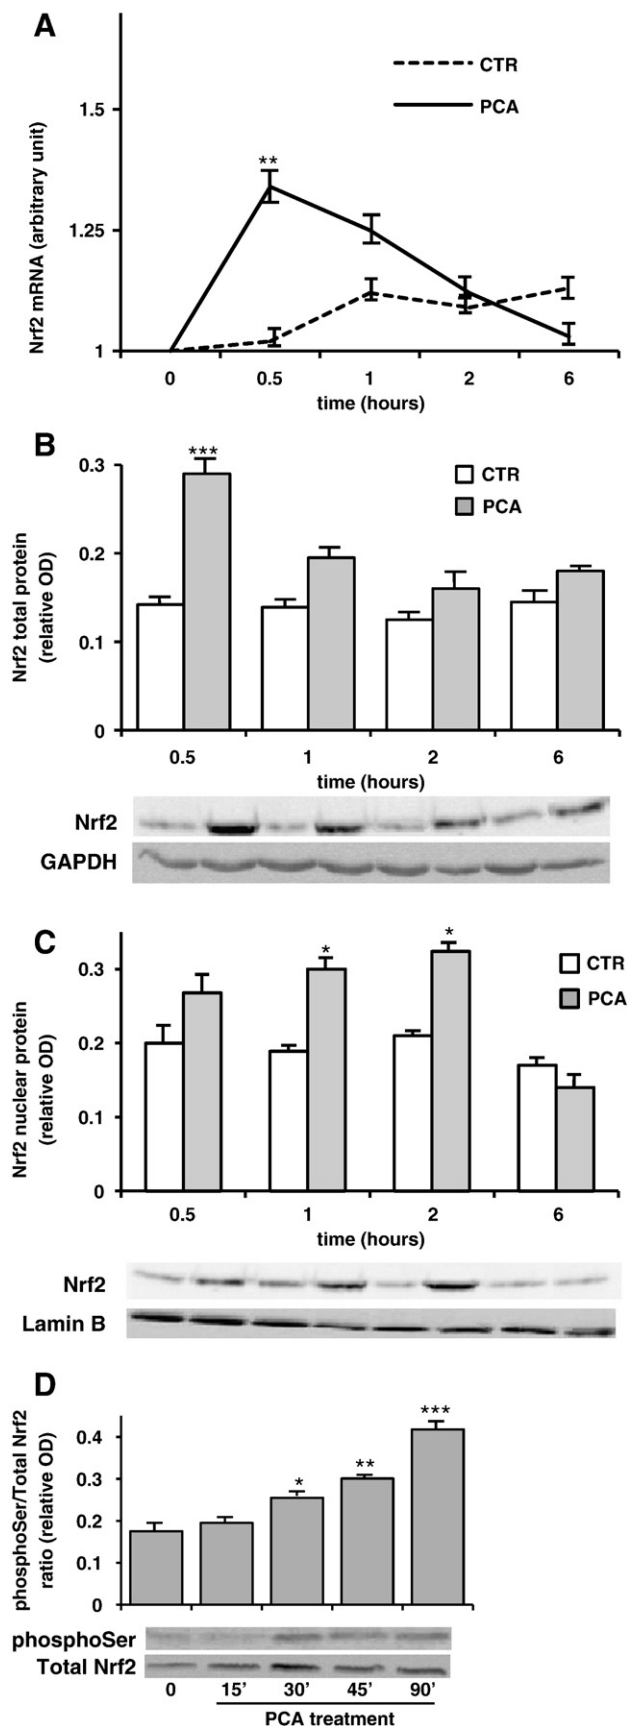 A
Nrf2 mRNA (arbitrary unit)
1.5
1.25
1
CTR
PCA
**
0 0.5 1 2 6
time (hours)
B
Nrf2 total protein
(relative OD)
0.3
0.2
0.1
0
***
CTR
PCA
0.5 1 2 6
time (hours)
Nrf2
GAPDH
C
Nrf2 nuclear protein
(relative OD)
0.3
0.2
0.1
0
*
*
CTR
PCA
0.5 1 2 6
time (hours)
Nrf2
Lamin B
D
phosphoSer/Total Nrf2
ratio (relative OD)
0.4
0.3
0.2
0.1
0
*
**
***
phosphoSer
Total Nrf2
0 15’ 30’ 45’ 90’
PCA treatment